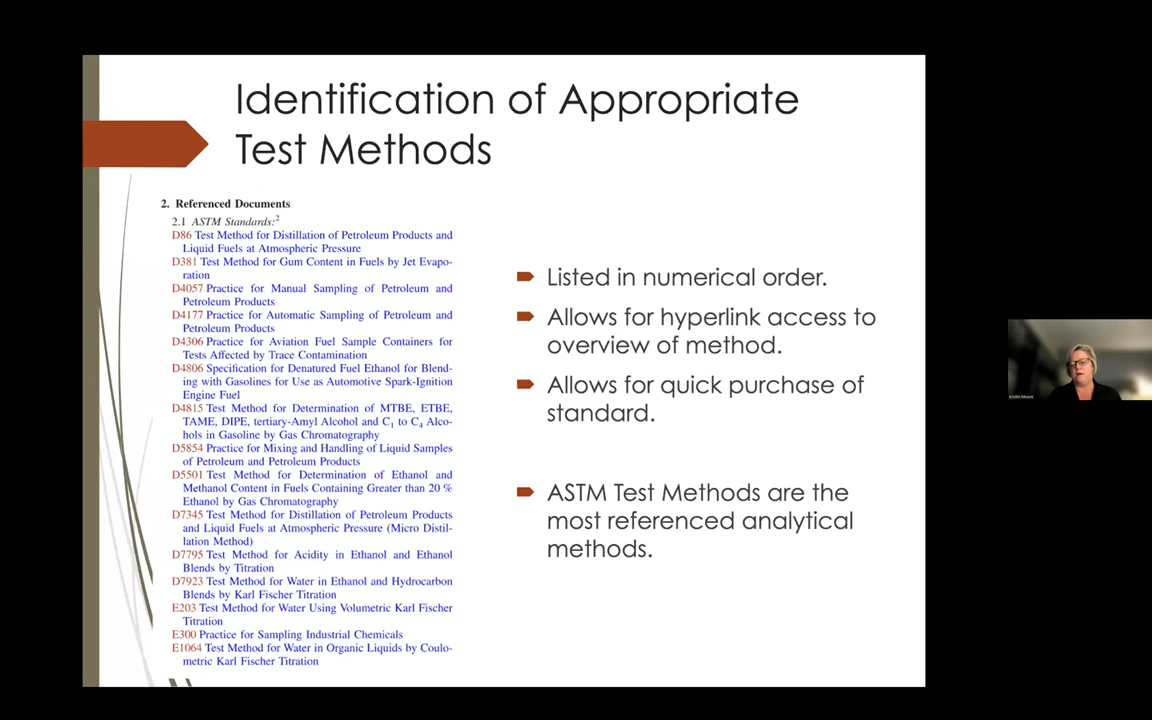 Identification of Appropriate
Test Methods
2. Referenced Documents
2.1 ASTM Standards:2
D86 Test Method for Distillation of Petroleum Products and
Liquid Fuels at Atmospheric Pressure
D381 Test Method for Gum Content in Fuels by Jet Evapo-
ration
D4057 Practice for Manual Sampling of Petroleum and
Petroleum Products
D4177 Practice for Automatic Sampling of Petroleum and
Petroleum Products
D4306 Practice for Aviation Fuel Sample Containers for
Tests Affected by Trace Contamination
D4806 Specification for Denatured Fuel Ethanol for Blend-
ing with Gasolines for Use as Automotive Spark-Ignition
Engine Fuel
D4815 Test Method for Determination of MTBE, ETBE,
TAME, DIPE, tertiary-Amyl Alcohol and C1 to C4 Alco-
hols in Gasoline by Gas Chromatography
D5854 Practice for Mixing and Handling of Liquid Samples
of Petroleum and Petroleum Products
D5501 Test Method for Determination of Ethanol and
Methanol Content in Fuels Containing Greater than 20 %
Ethanol by Gas Chromatography
D7345 Test Method for Distillation of Petroleum Products
and Liquid Fuels at Atmospheric Pressure (Micro Distil-
lation Method)
D7795 Test Method for Acidity in Ethanol and Ethanol
Blends by Titration
D7923 Test Method for Water in Ethanol and Hydrocarbon
Blends by Karl Fischer Titration
E203 Test Method for Water Using Volumetric Karl Fischer
Titration
E300 Practice for Sampling Industrial Chemicals
E1064 Test Method for Water in Organic Liquids by Coulo-
metric Karl Fischer Titration
Listed in numerical order.
Allows for hyperlink access to
overview of method.
Allows for quick purchase of
standard.
ASTM Test Methods are the
most referenced analytical
methods.
Kristin Moore